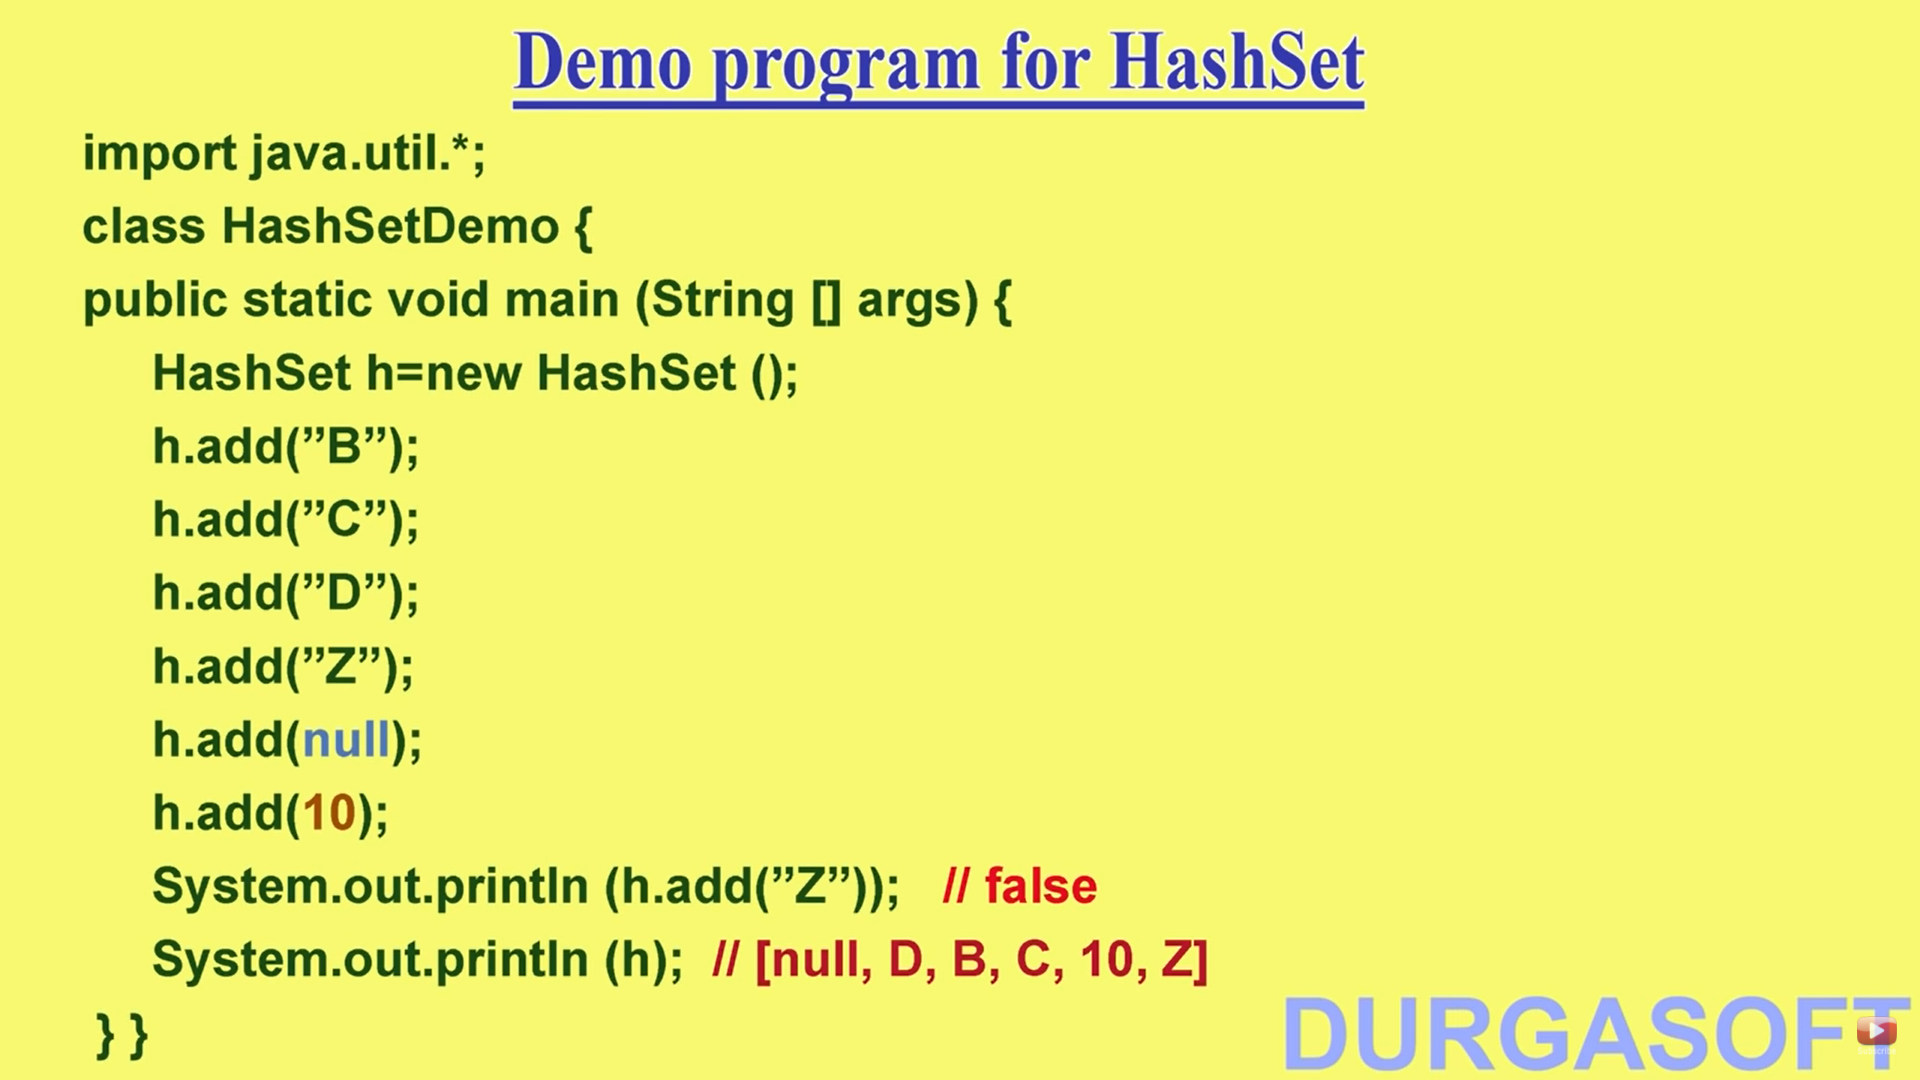 Demo program for HashSet
import java.util.*;
class HashSetDemo {
public static void main (String [] args) {
HashSet h=new HashSet ();
h.add(”B”);
h.add(”C”);
h.add(”D”);
h.add(”Z”);
h.add(null);
h.add(10);
System.out.println (h.add(”Z”)); // false
System.out.println (h); // [null, D, B, C, 10, Z]
} }
DURGASOFT
Subscribe